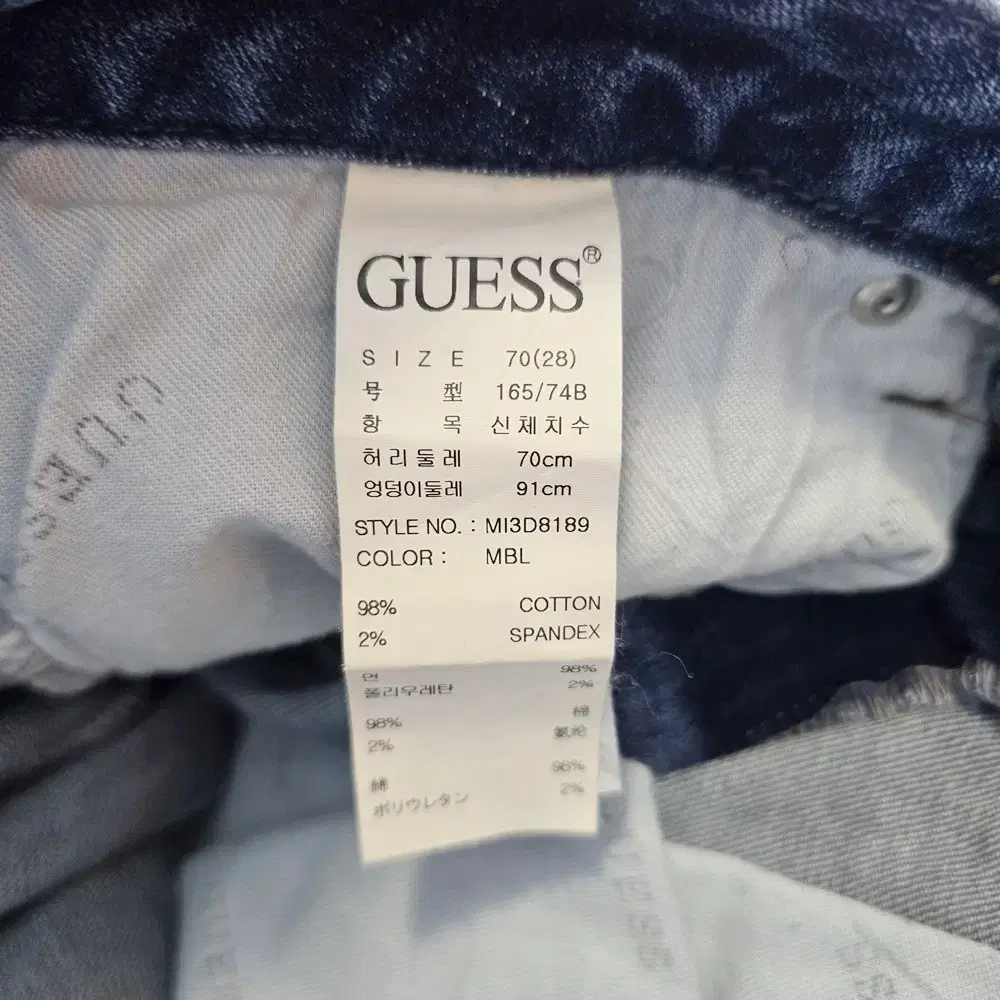 GUESS®
SIZE 70(28)
号型 165/74B
항목 신체치수
허리둘레 70cm
엉덩이둘레 91cm
STYLE NO. : MI3D8189
COLOR : MBL
98% COTTON
2% SPANDEX
면 98%
폴리우레탄 2%
98% 棉
2% 氨纶
綿 98%
ポリウレタン 2%
GUESS